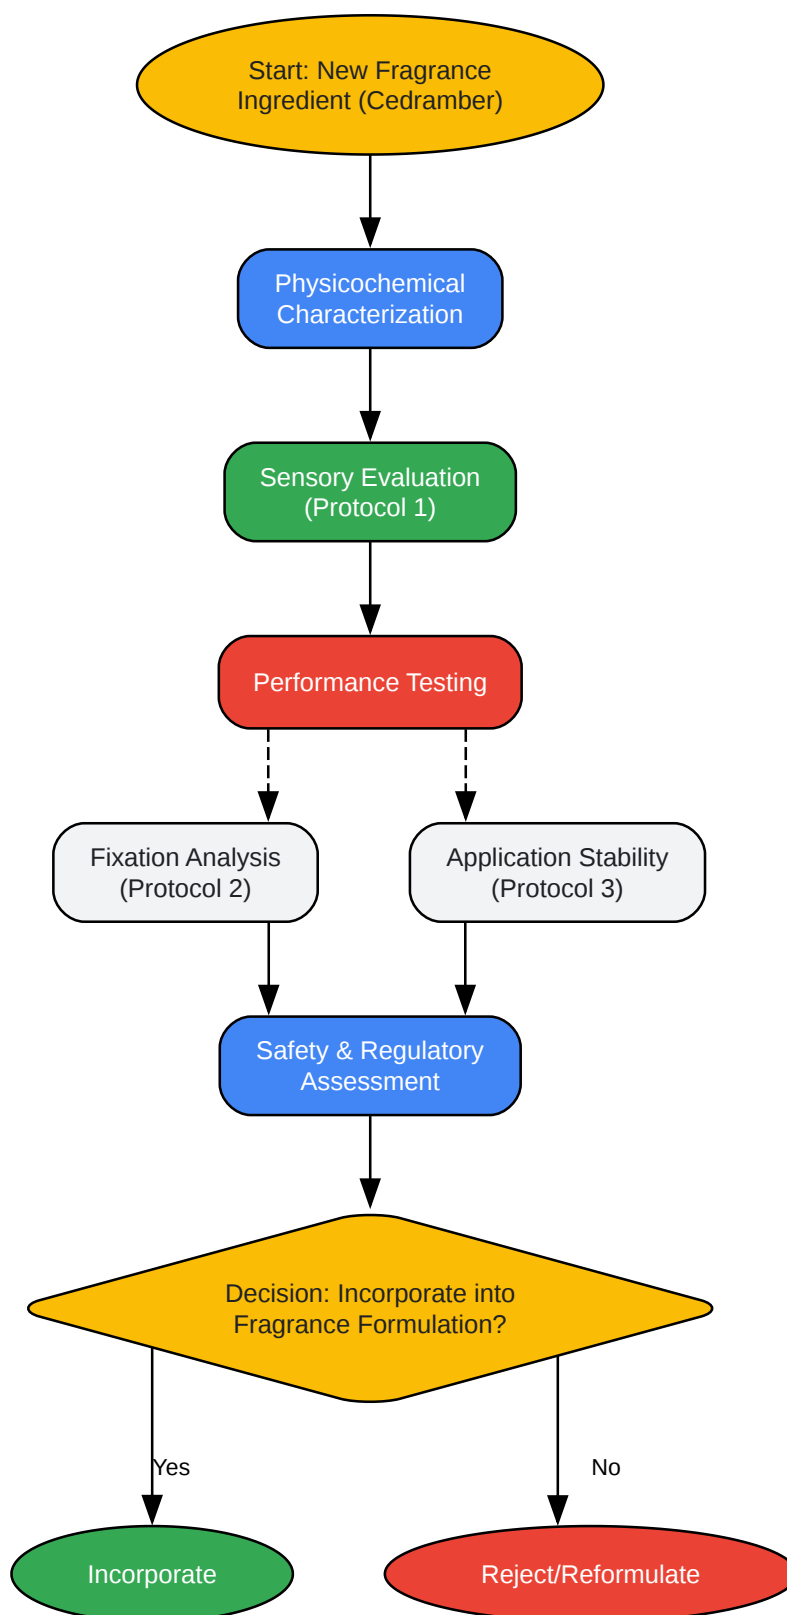 Start: New Fragrance
Ingredient (Cedramber)
Physicochemical
Characterization
Sensory Evaluation
(Protocol 1)
Performance Testing
Fixation Analysis
(Protocol 2)
Application Stability
(Protocol 3)
Safety & Regulatory
Assessment
Decision: Incorporate into
Fragrance Formulation?
Yes
No
Incorporate
Reject/Reformulate